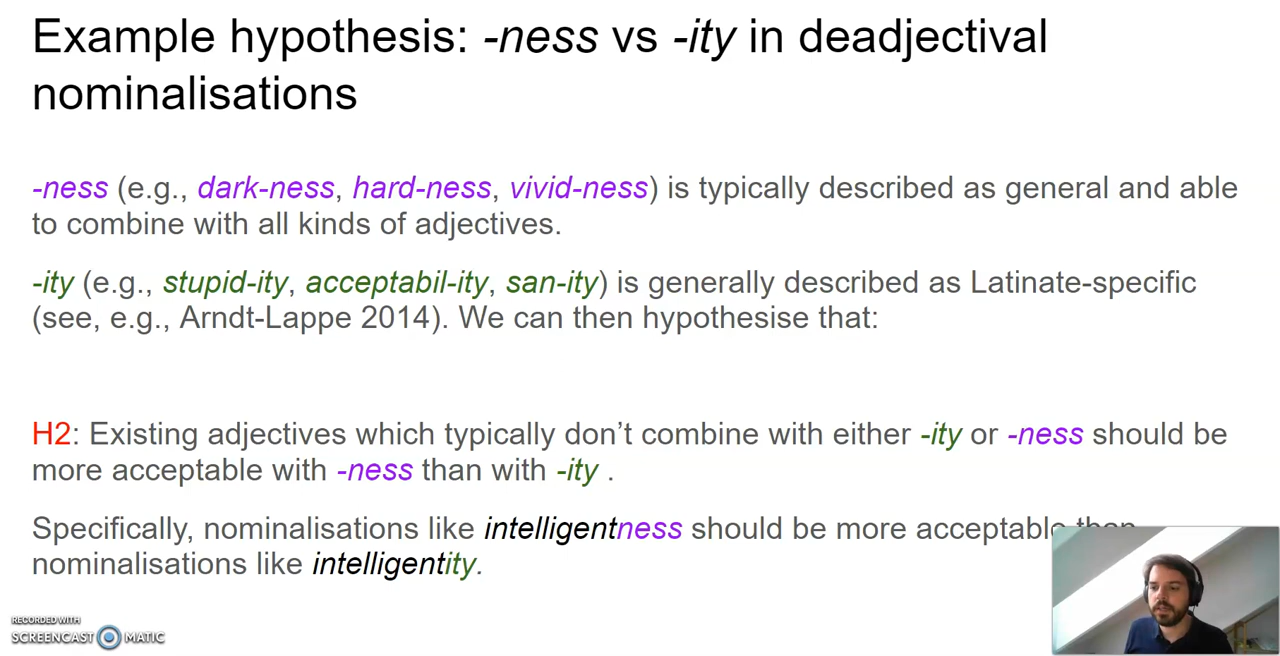 Example hypothesis: -ness vs -ity in deadjectival
nominalisations
-ness (e.g., dark-ness, hard-ness, vivid-ness) is typically described as general and able
to combine with all kinds of adjectives.
-ity (e.g., stupid-ity, acceptabil-ity, san-ity) is generally described as Latinate-specific
(see, e.g., Arndt-Lappe 2014). We can then hypothesise that:
H2: Existing adjectives which typically don’t combine with either -ity or -ness should be
more acceptable with -ness than with -ity .
Specifically, nominalisations like intelligentness should be more acceptable than
nominalisations like intelligentity.
RECORDED WITH
SCREENCAST MATIC